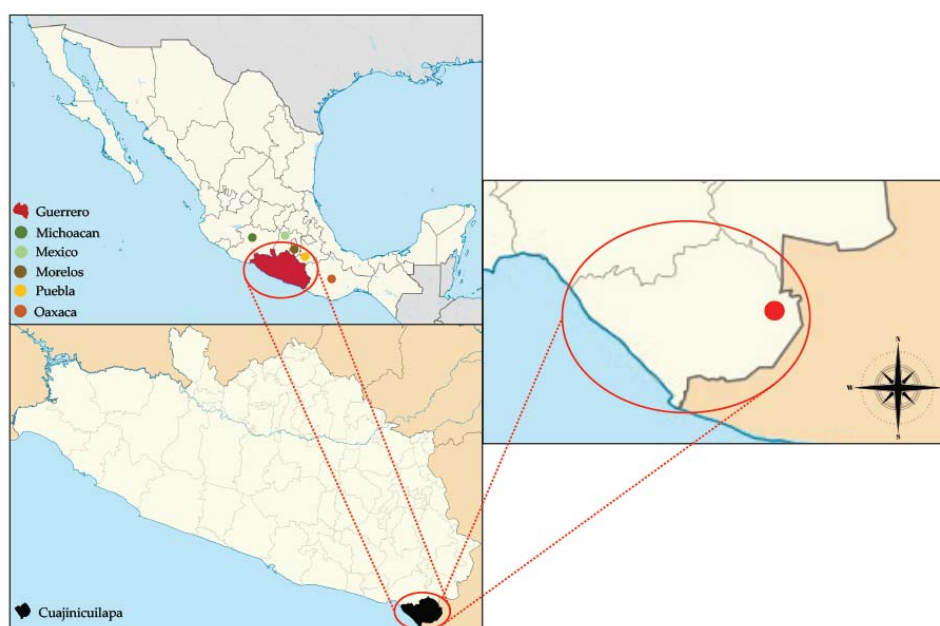 Guerrero
Michoacan
Mexico
Morelos
Puebla
Oaxaca
N
W
E
S
Cuajinicuilapa